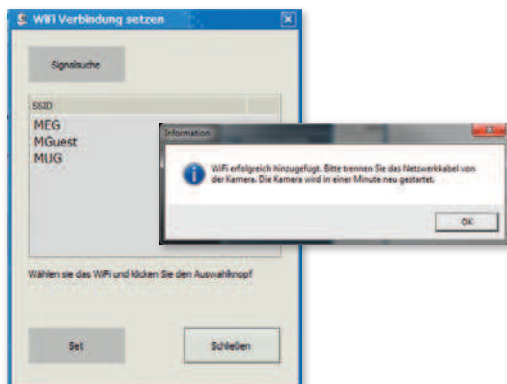 WiFi Verbindung setzen
Signalsuche
SSID
MEG
MGuest
MUG
Information
WiFi erfolgreich hinzugefügt. Bitte trennen Sie das Netzwerkkabel von
der Kamera. Die Kamera wird in einer Minute neu gestartet.
OK
Wählen sie das WiFi und klicken Sie den Auswahlknopf
Set
Schließen